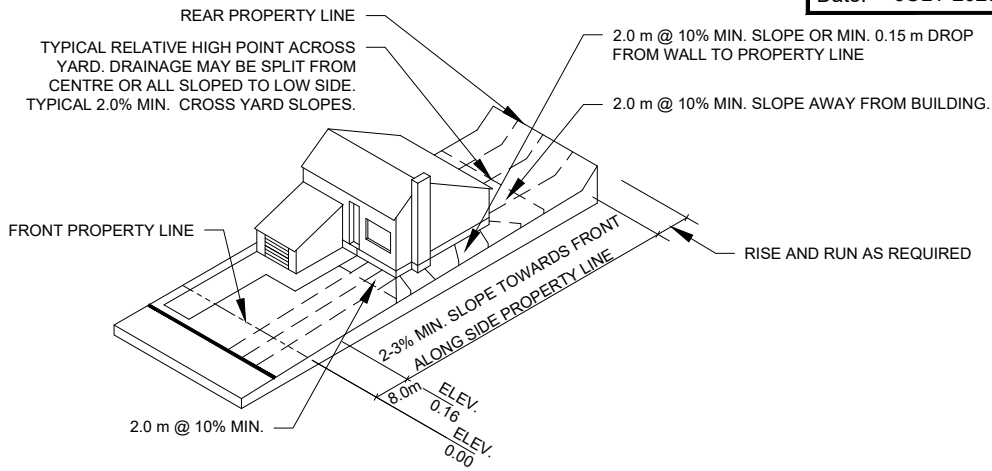 REAR PROPERTY LINE
TYPICAL RELATIVE HIGH POINT ACROSS
YARD. DRAINAGE MAY BE SPLIT FROM
CENTRE OR ALL SLOPED TO LOW SIDE.
TYPICAL 2.0% MIN. CROSS YARD SLOPES.
2.0 m @ 10% MIN. SLOPE OR MIN. 0.15 m DROP
FROM WALL TO PROPERTY LINE
2.0 m @ 10% MIN. SLOPE AWAY FROM BUILDING.
FRONT PROPERTY LINE
RISE AND RUN AS REQUIRED
2-3% MIN. SLOPE TOWARDS FRONT
ALONG SIDE PROPERTY LINE
8.0m
ELEV.
0.16
ELEV.
0.00
2.0 m @ 10% MIN.